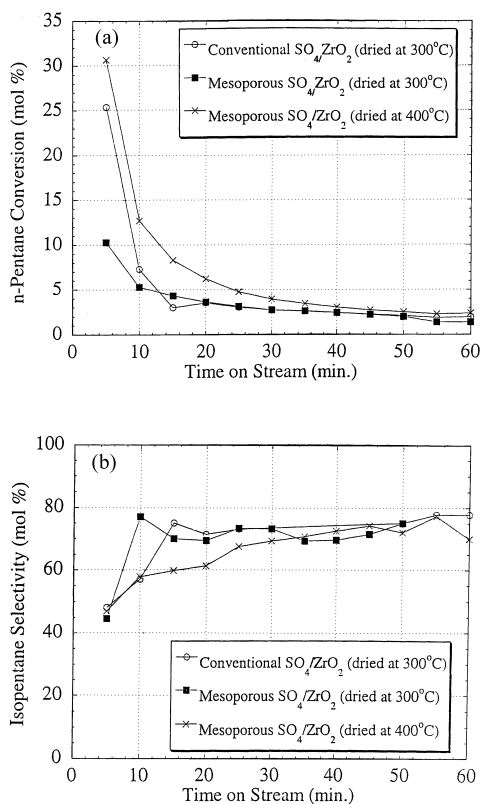 35
(a)
Conventional SO4/ZrO2 (dried at 300°C)
30
Mesoporous SO4/ZrO2 (dried at 300°C)
25
Mesoporous SO4/ZrO2 (dried at 400°C)
20
15
10
5
0
n-Pentane Conversion (mol %)
0 10 20 30 40 50 60
Time on Stream (min.)
100
(b)
80
60
40
20
0
Isopentane Selectivity (mol %)
Conventional SO4/ZrO2 (dried at 300°C)
Mesoporous SO4/ZrO2 (dried at 300°C)
Mesoporous SO4/ZrO2 (dried at 400°C)
0 10 20 30 40 50 60
Time on Stream (min.)